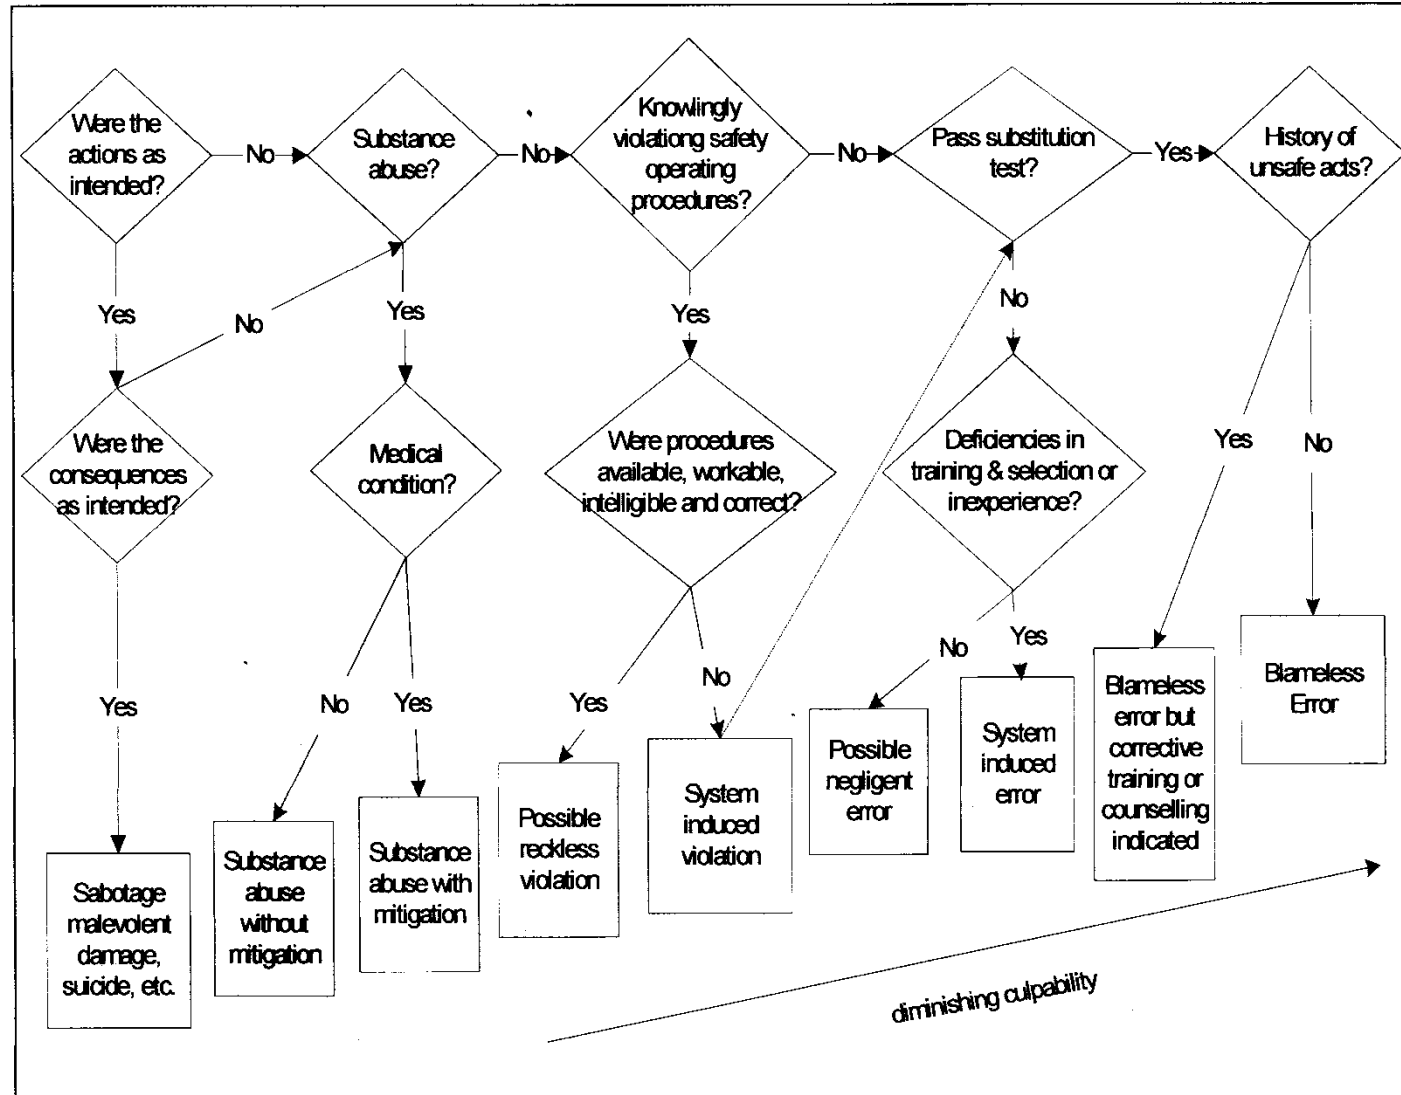 Were the
actions as
intended?
No
Substance
abuse?
No
Knowlingly
violationg safety
operating
procedures?
No
Pass substitution
test?
Yes
History of
unsafe acts?
Yes
No
Yes
Yes
No
Were the
consequences
as intended?
Medical
condition?
Were procedures
available, workable,
intelligible and correct?
Deficiencies in
training & selection or
inexperience?
Yes
No
Yes
No
Yes
Yes
No
No
Yes
Sabotage
malevolent
damage,
suicide, etc.
Substance
abuse
without
mitigation
Substance
abuse with
mitigation
Possible
reckless
violation
System
induced
violation
Possible
negligent
error
System
induced
error
Blameless
error but
corrective
training or
counselling
indicated
Blameless
Error
diminishing culpability